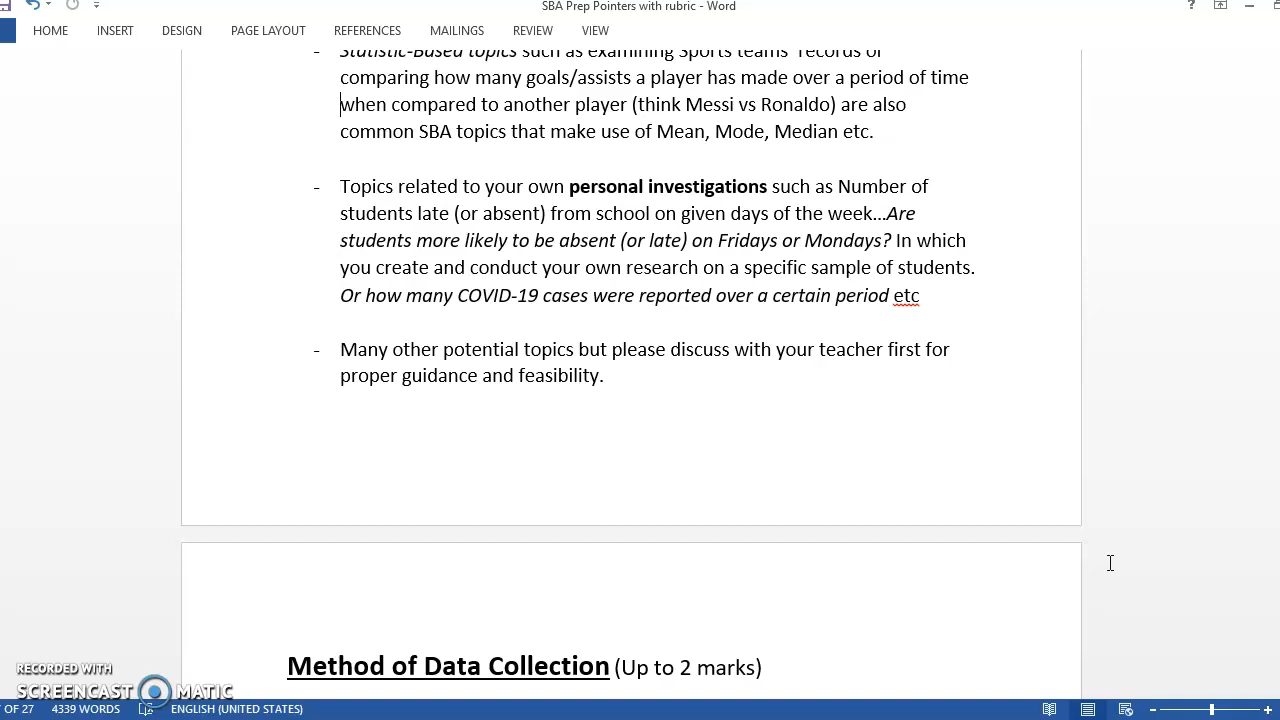 SBA Prep Pointers with rubric - Word
HOME INSERT DESIGN PAGE LAYOUT REFERENCES MAILINGS REVIEW VIEW
- Statistic-Based topics such as examining Sports teams' records or
comparing how many goals/assists a player has made over a period of time
when compared to another player (think Messi vs Ronaldo) are also
common SBA topics that make use of Mean, Mode, Median etc.
- Topics related to your own personal investigations such as Number of
students late (or absent) from school on given days of the week…Are
students more likely to be absent (or late) on Fridays or Mondays? In which
you create and conduct your own research on a specific sample of students.
Or how many COVID-19 cases were reported over a certain period etc
- Many other potential topics but please discuss with your teacher first for
proper guidance and feasibility.
Method of Data Collection (Up to 2 marks)
RECORDED WITH
SCREENCAST MATIC
OF 27 4339 WORDS ENGLISH (UNITED STATES)